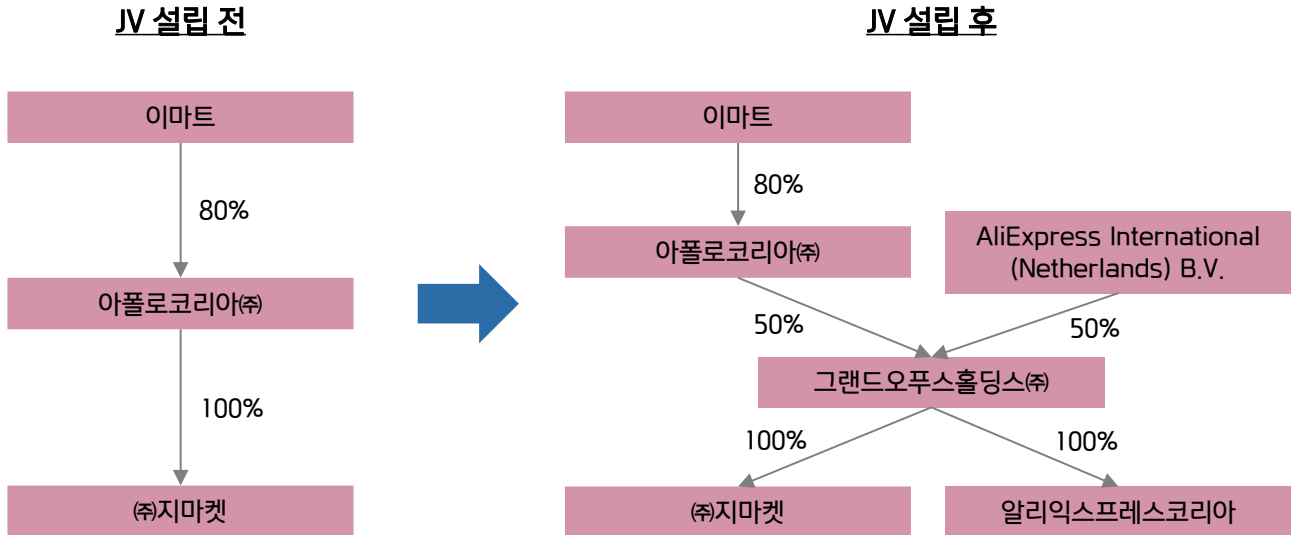 JV 설립 전
이마트
80%
아폴로코리아㈜
100%
㈜지마켓
JV 설립 후
이마트
80%
아폴로코리아㈜
AliExpress International
(Netherlands) B.V.
50%
50%
그랜드오푸스홀딩스㈜
100%
100%
㈜지마켓
알리익스프레스코리아